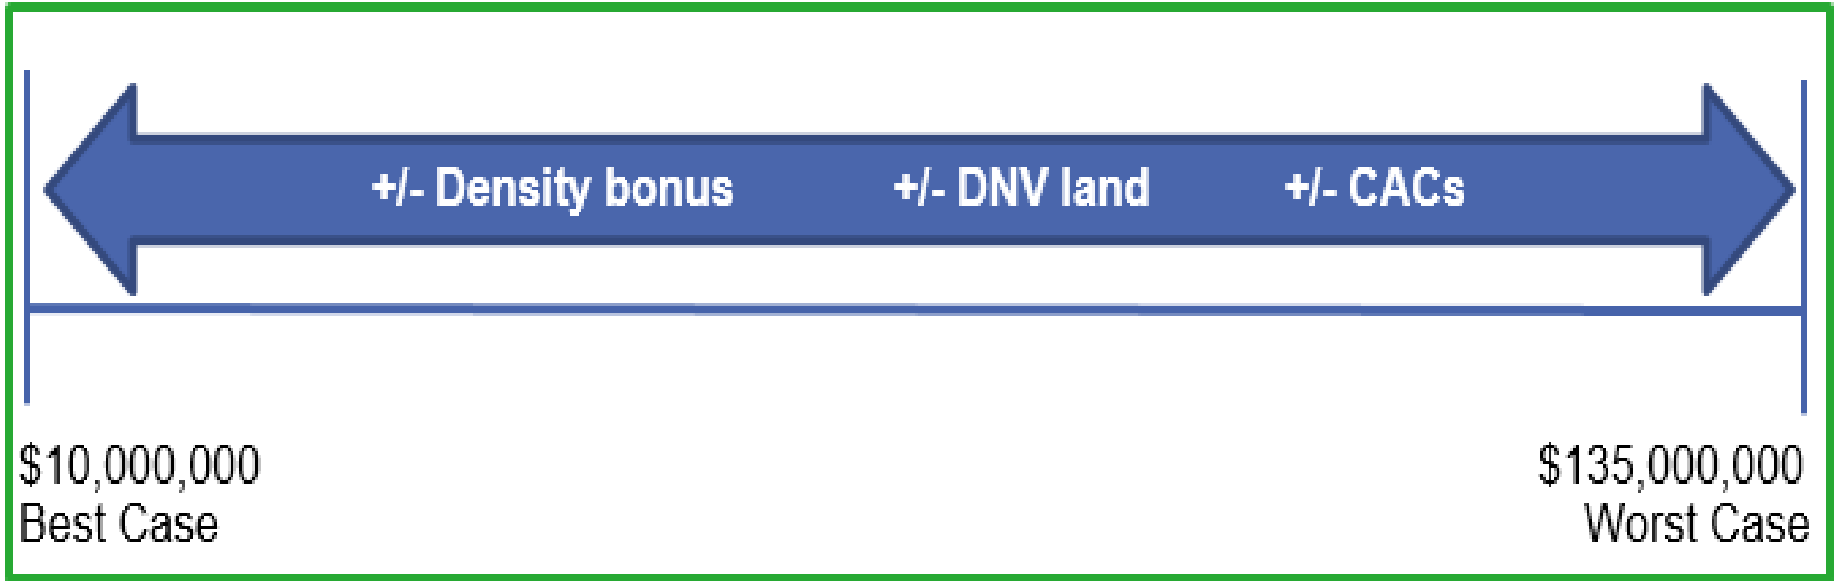 +/- Density bonus +/- DNV land +/- CACs
$10,000,000 $135,000,000
Best Case Worst Case